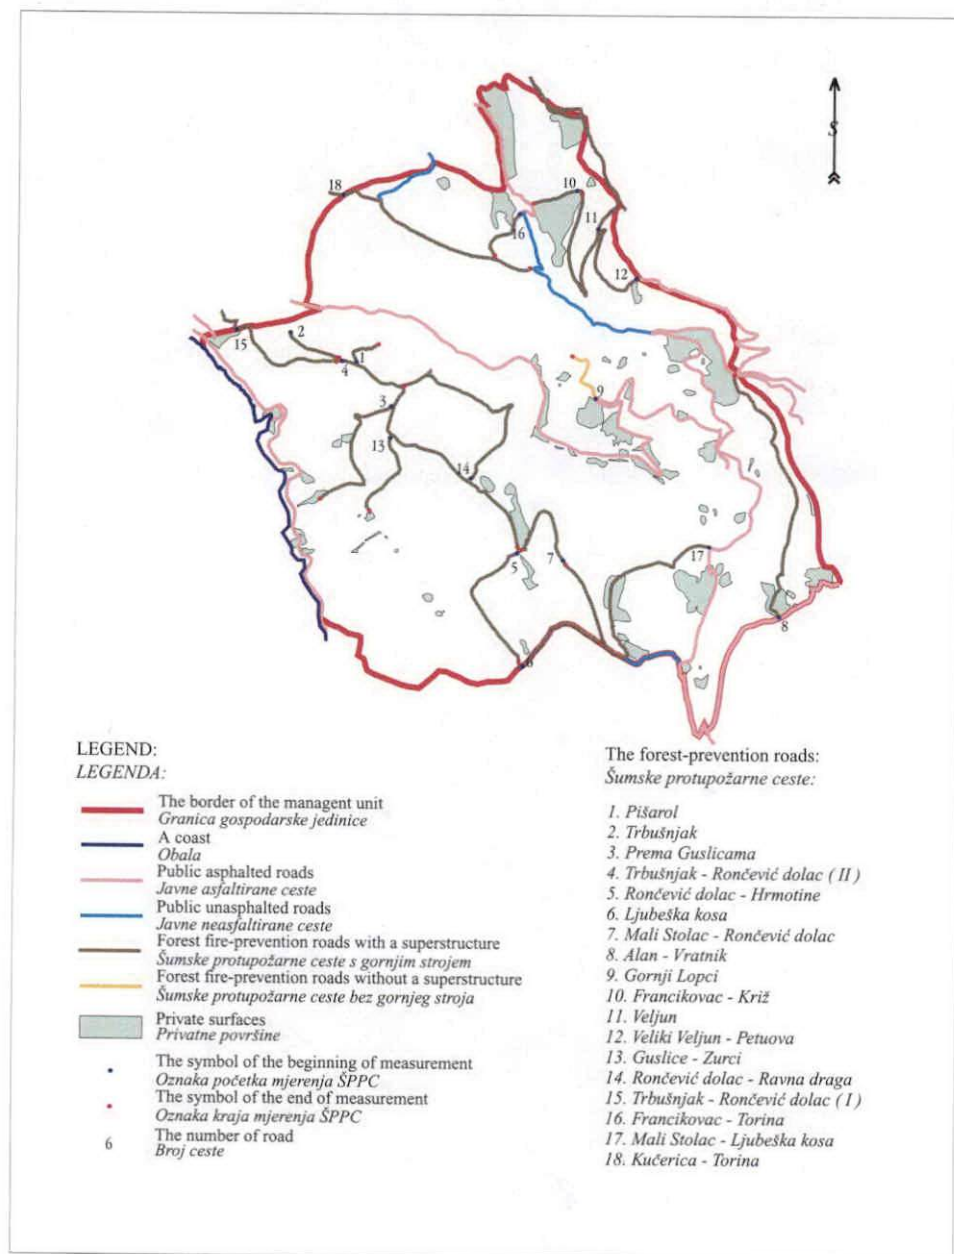 S
18
10
16
11
12
15
2
4
1
3
9
13
14
5
7
17
6
8
LEGEND:
LEGENDA:
The border of the managent unit
Granica gospodarske jedinice
A coast
Obala
Public asphalted roads
Javne asfaltirane ceste
Public unasphalted roads
Javne neasfaltirane ceste
Forest fire-prevention roads with a superstructure
Šumske protupožarne ceste s gornjim strojem
Forest fire-prevention roads without a superstructure
Šumske protupožarne ceste bez gornjeg stroja
Private surfaces
Privatne površine
The symbol of the beginning of measurement
Oznaka početka mjerenja ŠPPC
The symbol of the end of measurement
Oznaka kraja mjerenja ŠPPC
6
The number of road
Broj ceste
The forest-prevention roads:
Šumske protupožarne ceste:
1. Pišarol
2. Trbušnjak
3. Prema Guslicama
4. Trbušnjak - Rončević dolac ( II )
5. Rončević dolac - Hrmotine
6. Ljubeška kosa
7. Mali Stolac - Rončević dolac
8. Alan - Vratnik
9. Gornji Lopci
10. Francikovac - Križ
11. Veljun
12. Veliki Veljun - Petuova
13. Guslice - Zurci
14. Rončević dolac - Ravna draga
15. Trbušnjak - Rončević dolac ( I )
16. Francikovac - Torina
17. Mali Stolac - Ljubeška kosa
18. Kučerica - Torina